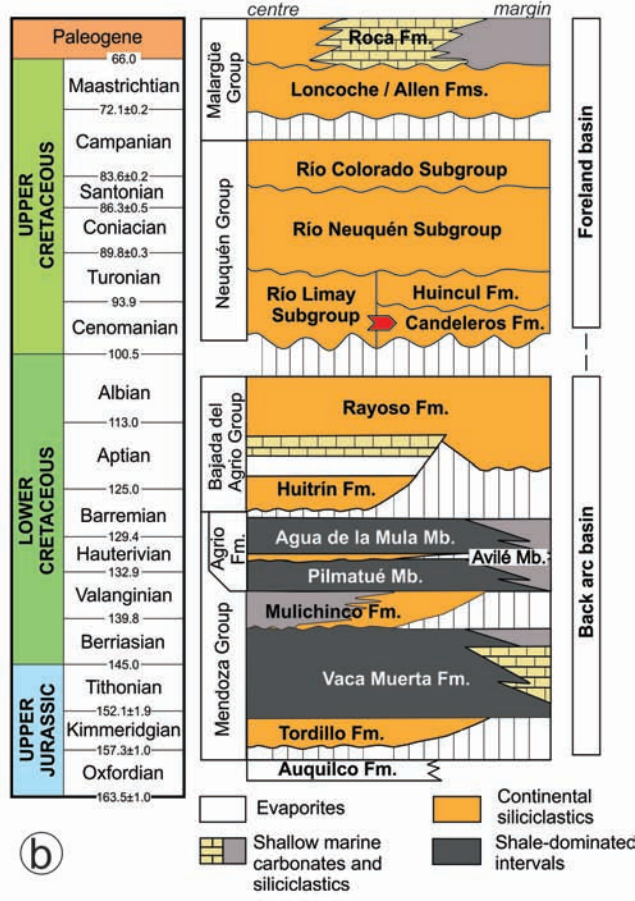 centre
margin
Paleogene
66.0
Maastrichtian
72.1±0.2
Campanian
83.6±0.2
Santonian
86.3±0.5
Coniacian
89.8±0.3
Turonian
93.9
Cenomanian
100.5
Albian
113.0
Aptian
125.0
Barremian
129.4
Hauterivian
132.9
Valanginian
139.8
Berriasian
145.0
Tithonian
152.1±1.9
Kimmeridgian
157.3±1.0
Oxfordian
163.5±1.0
UPPER
CRETACEOUS
LOWER
CRETACEOUS
UPPER
JURASSIC
Malargüe
Group
Neuquén Group
Bajada del
Agrio Group
Agrio
Fm.
Mendoza Group
Roca Fm.
Loncoche / Allen Fms.
Río Colorado Subgroup
Río Neuquén Subgroup
Río Limay
Subgroup
Huincul Fm.
Candeleros Fm.
Rayoso Fm.
Huitrín Fm.
Agua de la Mula Mb.
Avilé Mb.
Pilmatué Mb.
Mulichinco Fm.
Vaca Muerta Fm.
Tordillo Fm.
Auquilco Fm.
Foreland basin
Back arc basin
b
Evaporites
Shallow marine
carbonates and
siliciclastics
Continental
siliciclastics
Shale-dominated
intervals